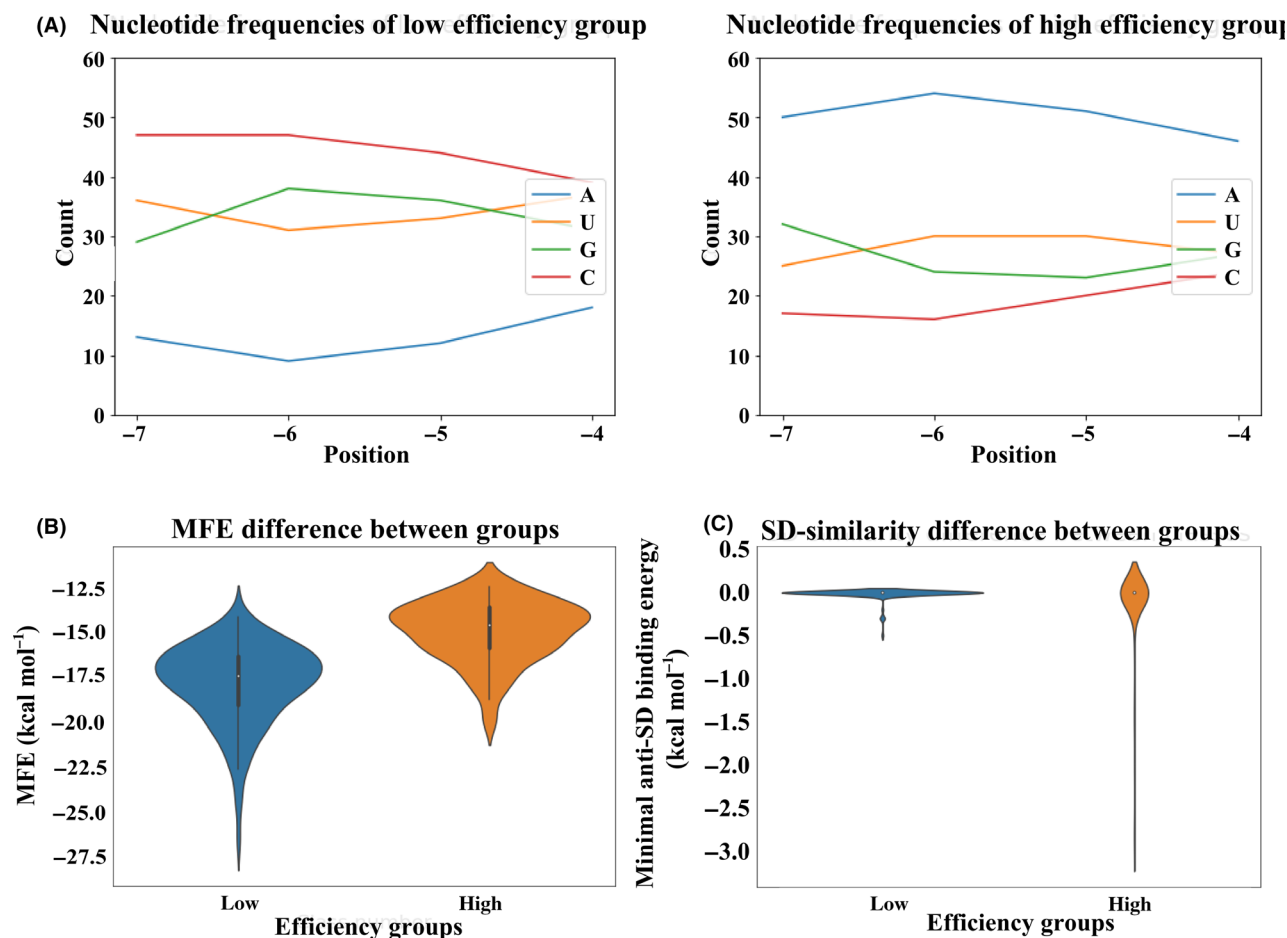 (A) Nucleotide frequencies of low efficiency group
60
50
40
30
20
10
0
Count
A
U
G
C
−7 −6 −5 −4
Position
Nucleotide frequencies of high efficiency group
60
50
40
30
20
10
0
Count
A
U
G
C
−7 −6 −5 −4
Position
(B) MFE difference between groups
−12.5
−15.0
−17.5
−20.0
−22.5
−25.0
−27.5
MFE (kcal mol⁻¹)
Low High
Efficiency groups
(C) SD-similarity difference between groups
0.5
0.0
−0.5
−1.0
−1.5
−2.0
−2.5
−3.0
Minimal anti-SD binding energy
(kcal mol⁻¹)
Low High
Efficiency groups